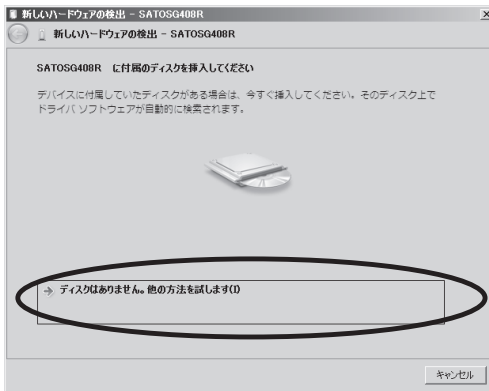 新しいハードウェアの検出 - SATOSG408R
新しいハードウェアの検出 - SATOSG408R
SATOSG408R に付属のディスクを挿入してください
デバイスに付属していたディスクがある場合は、今すぐ挿入してください。そのディスク上で
ドライバ ソフトウェアが自動的に検索されます。
ディスクはありません。他の方法を試します(I)
キャンセル